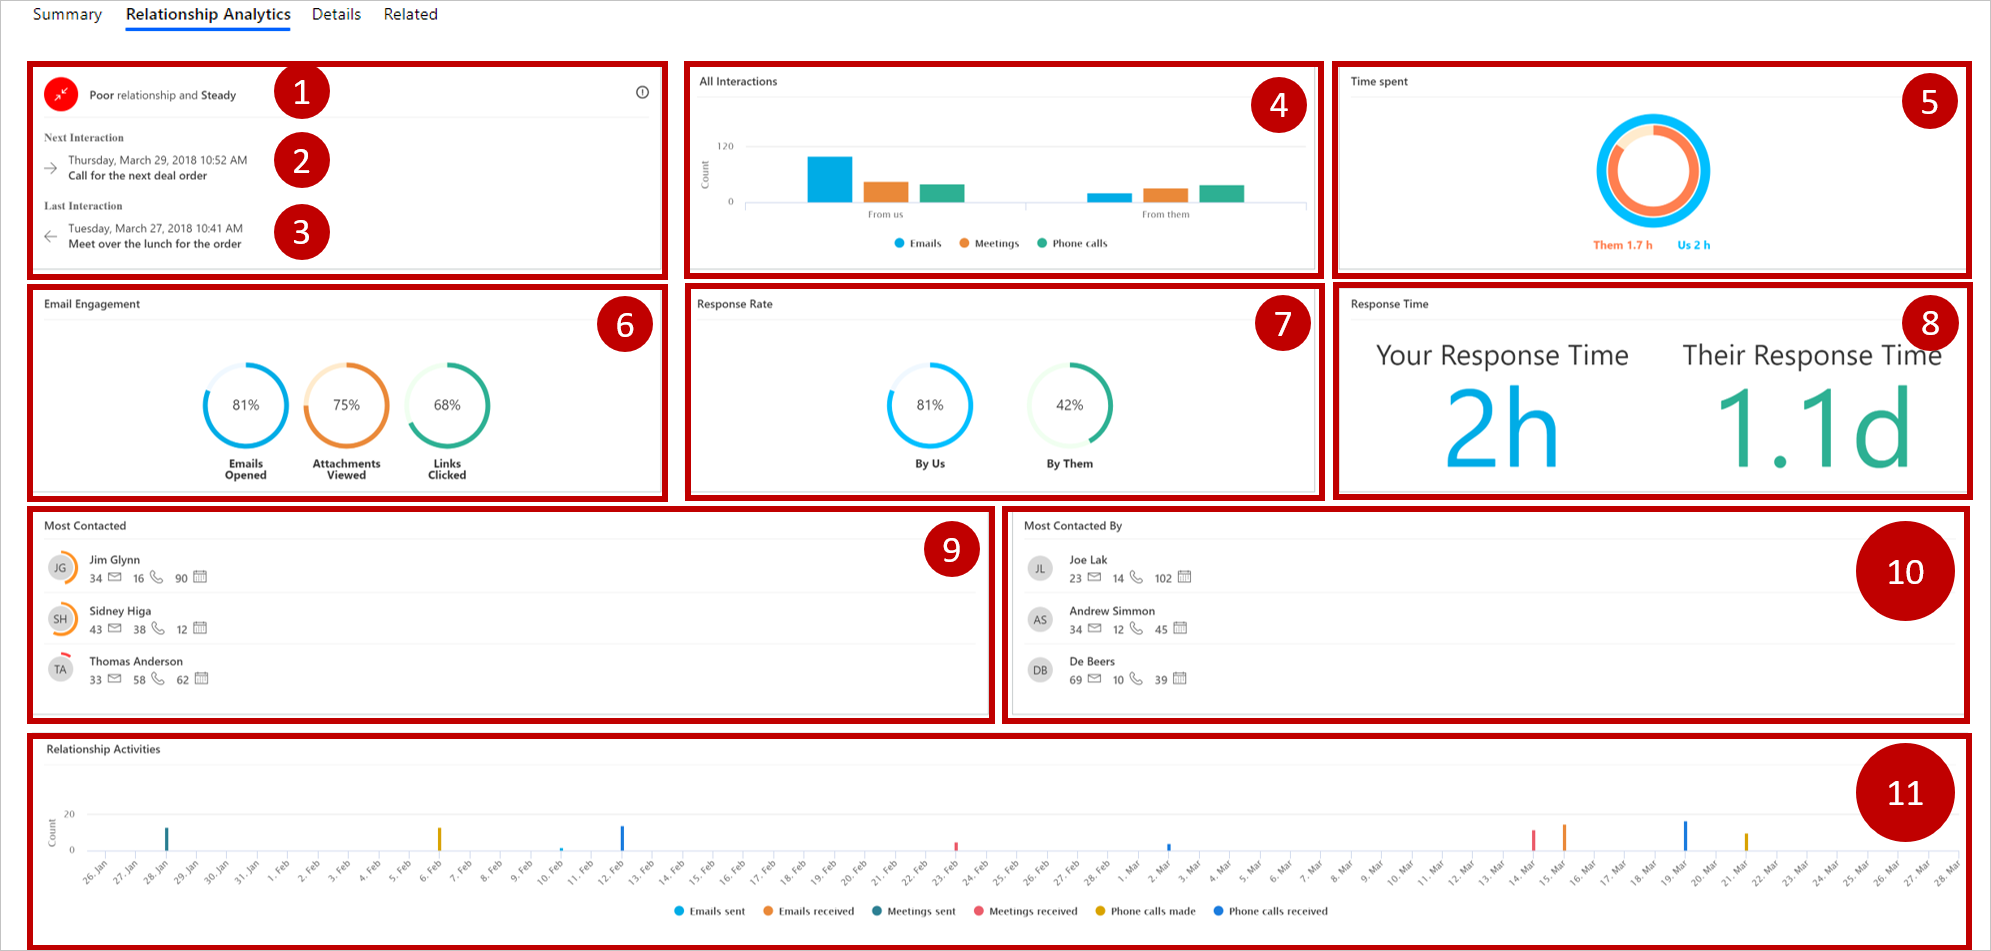 Summary Relationship Analytics Details Related
Poor relationship and Steady
1
Next Interaction
Thursday, March 29, 2018 10:52 AM
Call for the next deal order
2
Last Interaction
Tuesday, March 27, 2018 10:41 AM
Meet over the lunch for the order
3
All Interactions
4
Count
120
0
From us From them
Emails Meetings Phone calls
Time spent
5
Them 1.7 h Us 2 h
Email Engagement
6
81% 75% 68%
Emails Opened
Attachments Viewed
Links Clicked
Response Rate
7
81% 42%
By Us By Them
Response Time
8
Your Response Time
2h
Their Response Time
1.1d
Most Contacted
9
JG Jim Glynn
34 16 90
SH Sidney Higa
43 38 12
TA Thomas Anderson
33 58 62
Most Contacted By
10
JL Joe Lak
23 14 102
AS Andrew Simmon
34 12 45
DB De Beers
69 10 39
Relationship Activities
11
Count
20
0
26. Jan 27. Jan 28. Jan 29. Jan 30. Jan 31. Jan 1. Feb 2. Feb 3. Feb 4. Feb 5. Feb 6. Feb 7. Feb 8. Feb 9. Feb 10. Feb 11. Feb 12. Feb 13. Feb 14. Feb 15. Feb 16. Feb 17. Feb 18. Feb 19. Feb 20. Feb 21. Feb 22. Feb 23. Feb 24. Feb 25. Feb 26. Feb 27. Feb 28. Feb 1. Mar 2. Mar 3. Mar 4. Mar 5. Mar 6. Mar 7. Mar 8. Mar 9. Mar 10. Mar 11. Mar 12. Mar 13. Mar 14. Mar 15. Mar 16. Mar 17. Mar 18. Mar 19. Mar 20. Mar 21. Mar 22. Mar 23. Mar 24. Mar 25. Mar 26. Mar 27. Mar 28. Mar
Emails sent Emails received Meetings sent Meetings received Phone calls made Phone calls received